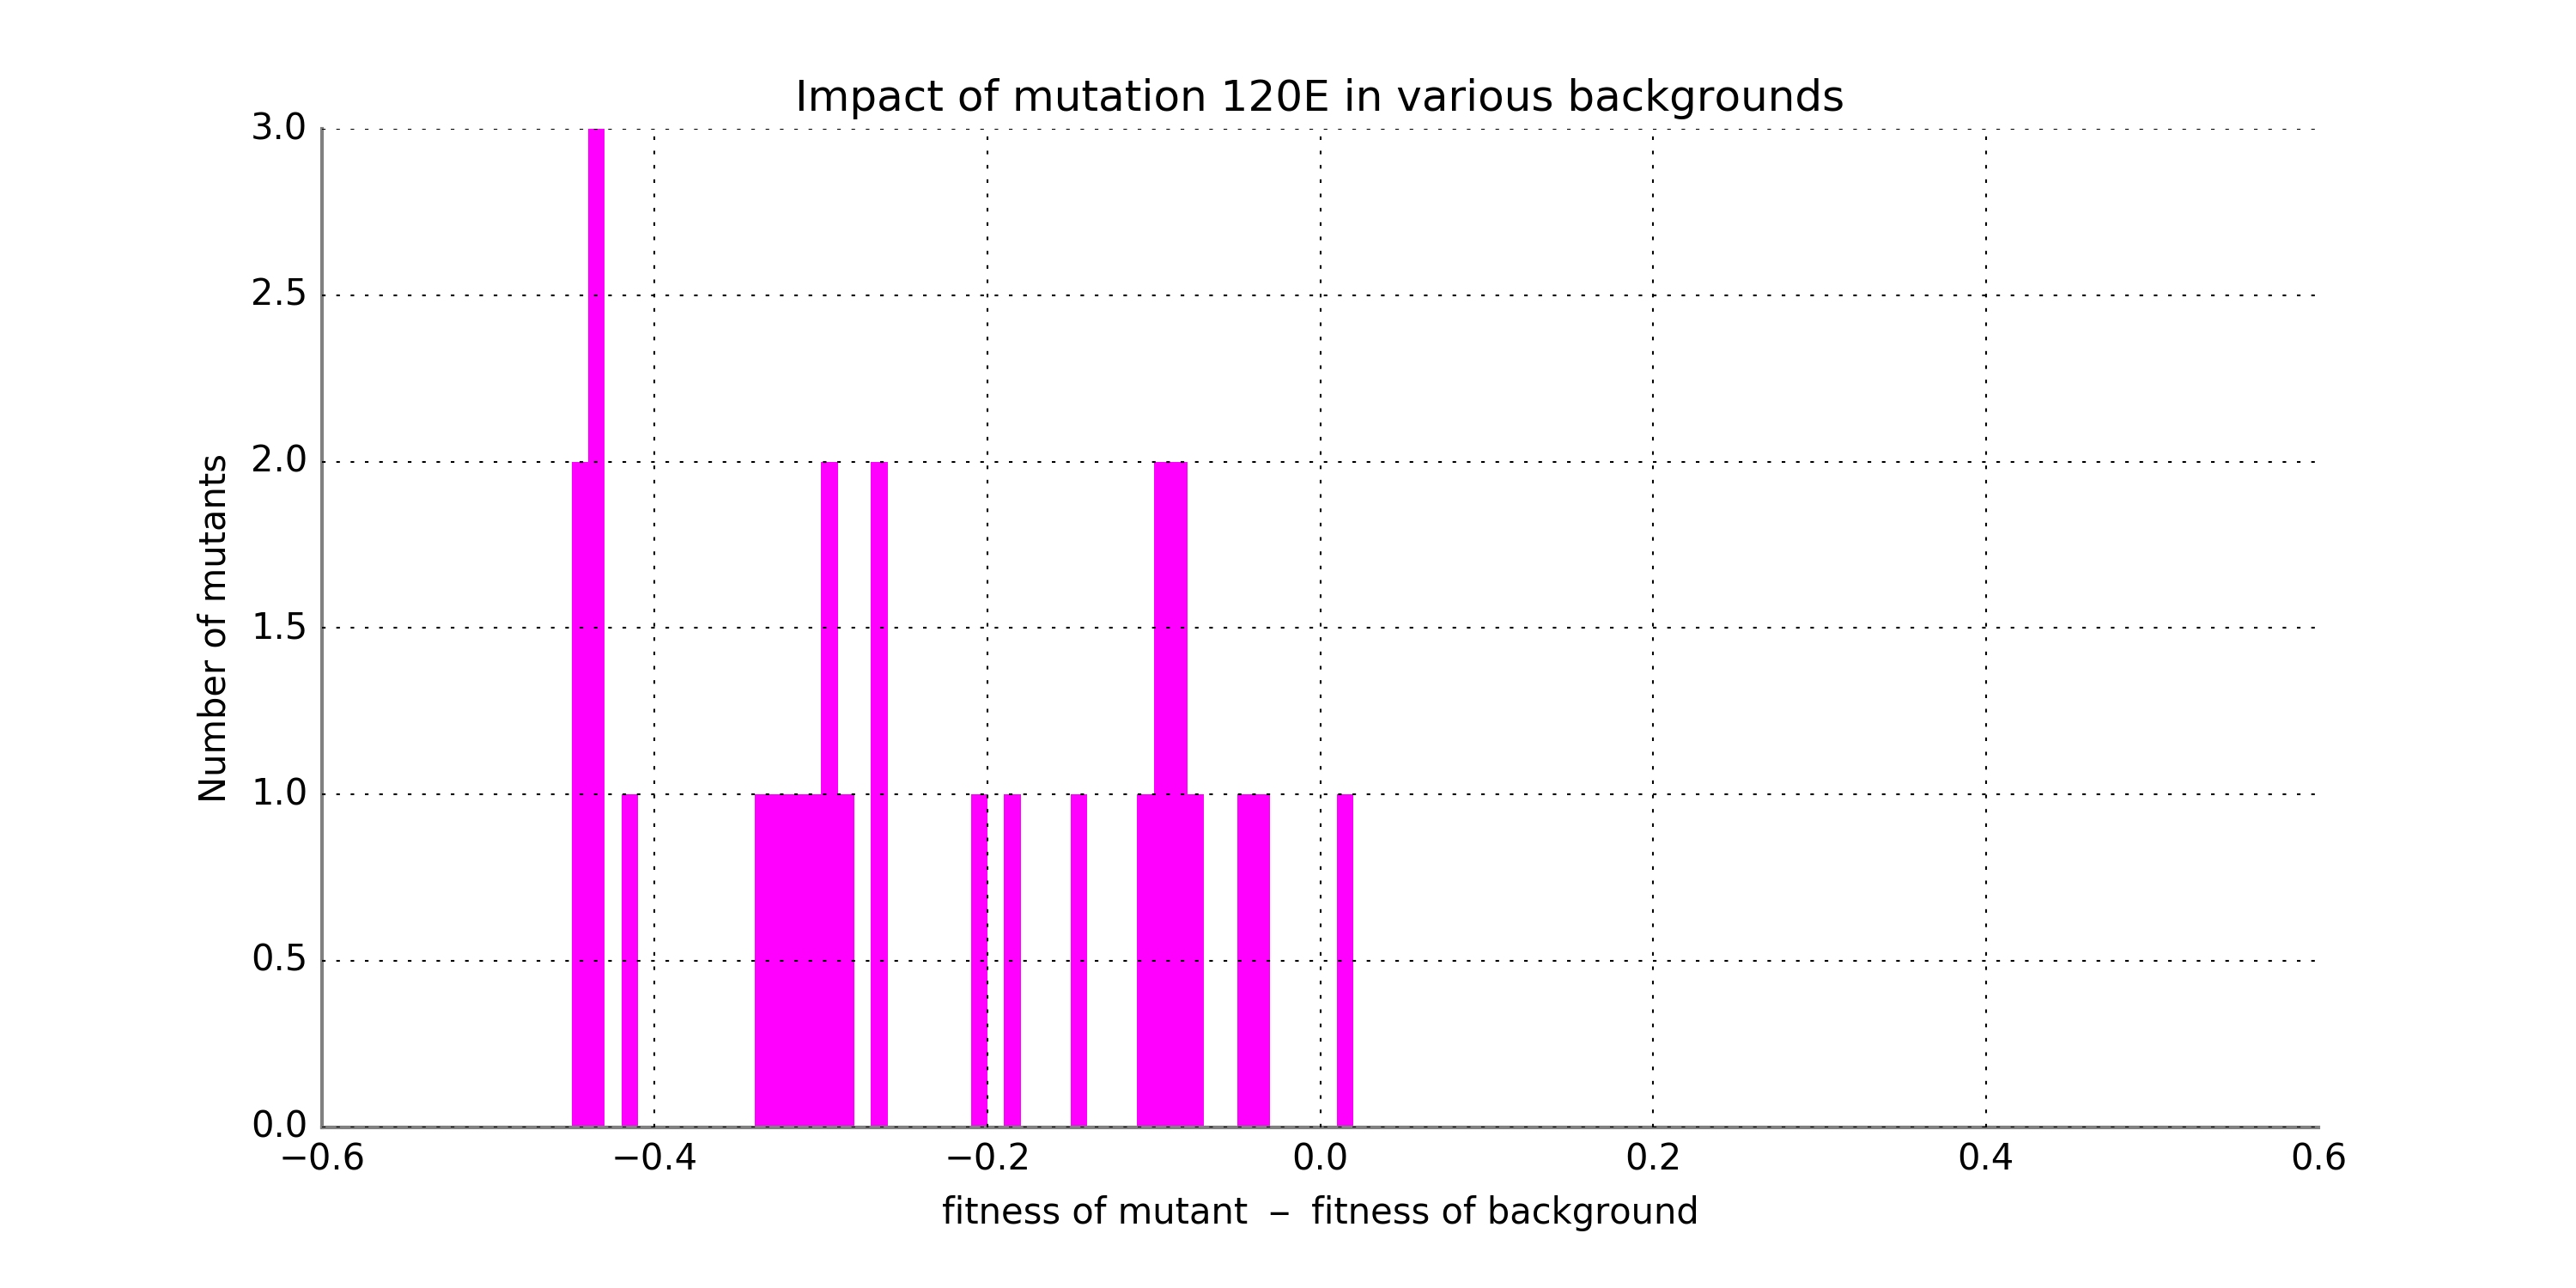 Impact of mutation 120E in various backgrounds
3.0
2.5
2.0
1.5
1.0
0.5
0.0
Number of mutants
−0.6 −0.4 −0.2 0.0 0.2 0.4 0.6
fitness of mutant − fitness of background